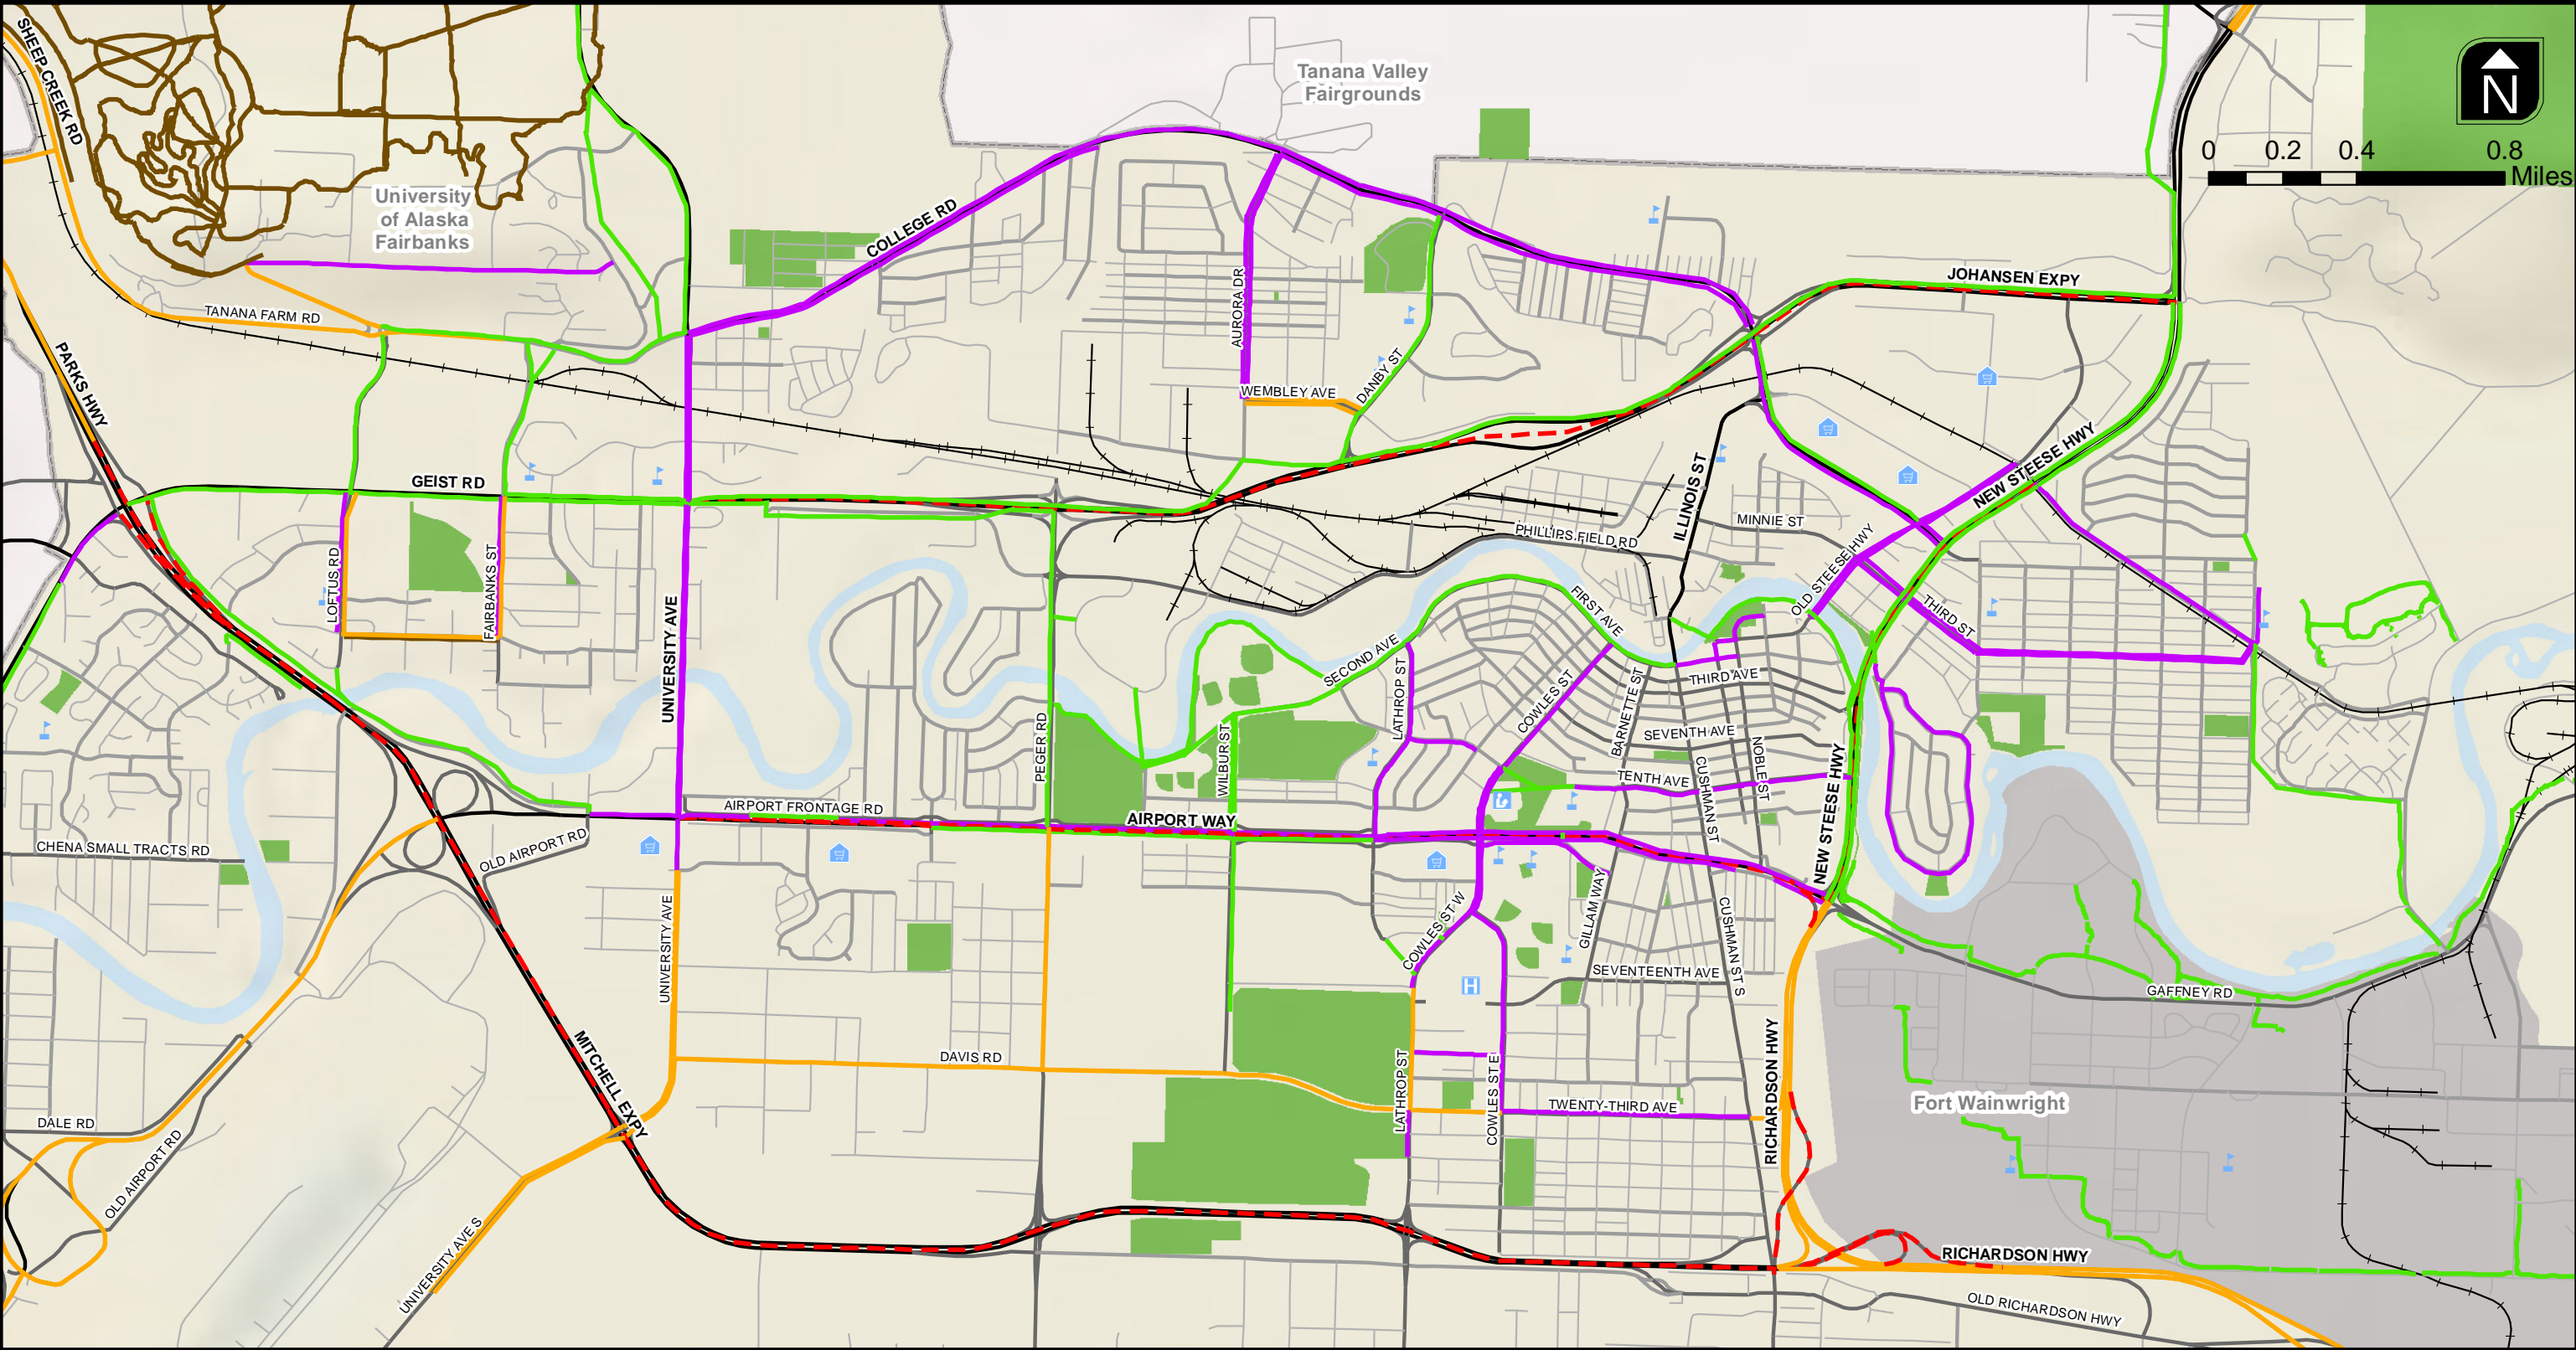 SHEEP CREEK RD
Tanana Valley
Fairgrounds
N
0 0.2 0.4 0.8
Miles
University
of Alaska
Fairbanks
COLLEGE RD
JOHANSEN EXPY
TANANA FARM RD
AURORA DR
PARKS HWY
WEMBLEY AVE
DANBY ST
GEIST RD
ILLINOIS ST
NEW STEESE HWY
MINNIE ST
PHILLIPS FIELD RD
OLD STEESE HWY
LOFTUS RD
FAIRBANKS ST
FIRST AVE
THIRD ST
UNIVERSITY AVE
SECOND AVE
LATHROP ST
COWLES ST
BARNETTE ST
THIRD AVE
PEGER RD
WILBUR ST
SEVENTH AVE
NOBLE ST
CUSHMAN ST
TENTH AVE
NEW STEESE HWY
AIRPORT FRONTAGE RD
AIRPORT WAY
CHENA SMALL TRACTS RD
OLD AIRPORT RD
UNIVERSITY AVE
COWLES ST W
GILLAM WAY
CUSHMAN ST S
H
SEVENTEENTH AVE
GAFFNEY RD
MITCHELL EXPY
DAVIS RD
LATHROP ST
COWLES ST E
TWENTY-THIRD AVE
RICHARDSON HWY
Fort Wainwright
DALE RD
OLD AIRPORT RD
UNIVERSITY AVE S
RICHARDSON HWY
OLD RICHARDSON HWY